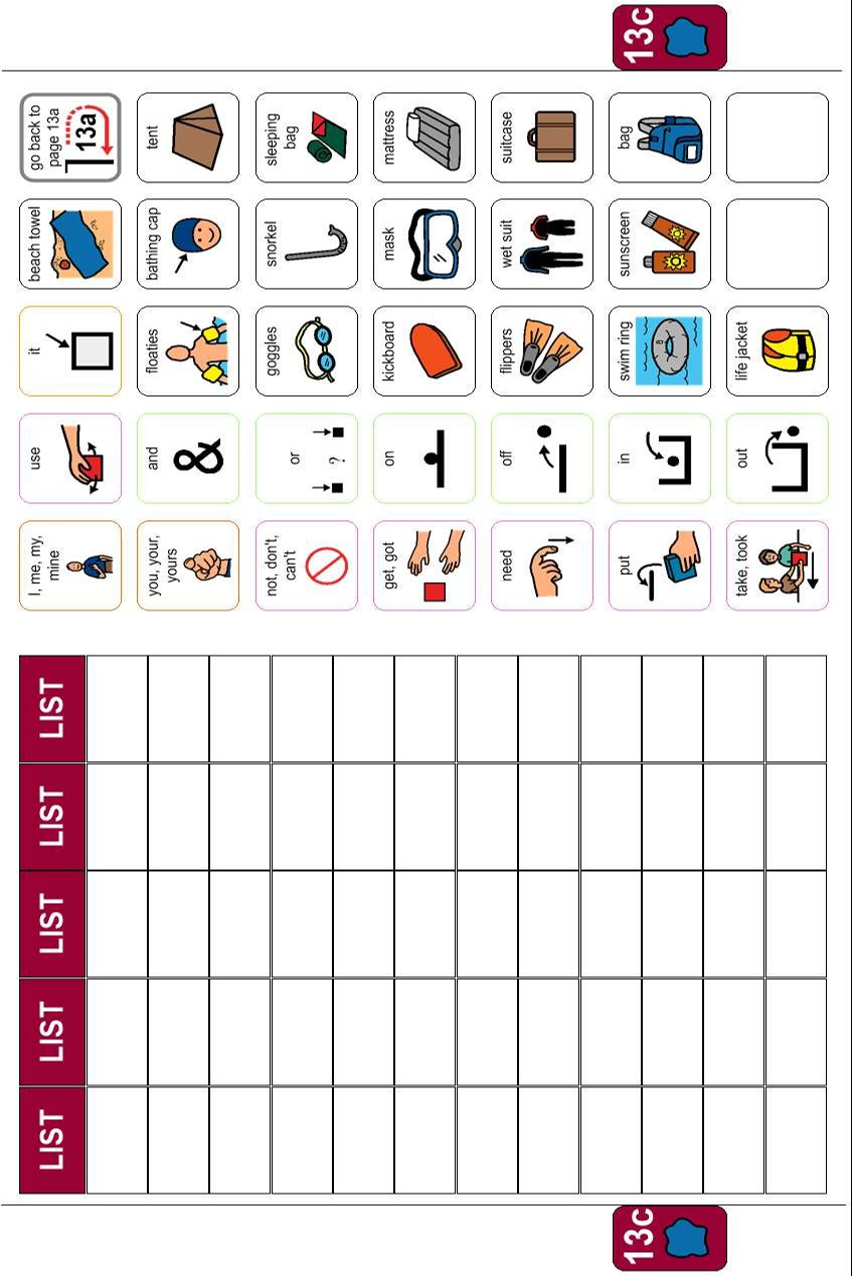 LIST
LIST
LIST
LIST
LIST
I, me, my,
mine
use
it
beach towel
go back to
page 13a
13a
you, your,
yours
and
&
floaties
bathing cap
tent
not, don't,
can't
or
?
goggles
snorkel
sleeping
bag
get, got
on
kickboard
mask
mattress
need
off
flippers
wet suit
suitcase
put
in
swim ring
sunscreen
bag
take, took
out
life jacket
13c
13c